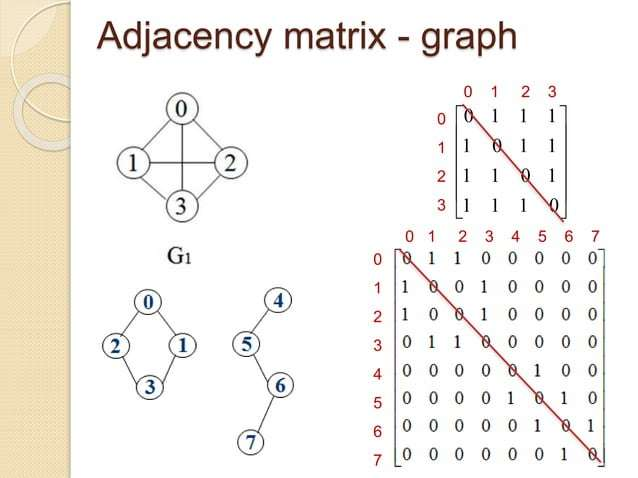 Adjacency matrix - graph
0
1 2
3
G1
0 1 2 3
0 0 1 1 1
1 1 0 1 1
2 1 1 0 1
3 1 1 1 0
0
2 1
3
4
5
6
7
0 1 2 3 4 5 6 7
0 0 1 1 0 0 0 0 0
1 1 0 0 1 0 0 0 0
2 1 0 0 1 0 0 0 0
3 0 1 1 0 0 0 0 0
4 0 0 0 0 0 1 0 0
5 0 0 0 0 1 0 1 0
6 0 0 0 0 0 1 0 1
7 0 0 0 0 0 0 1 0